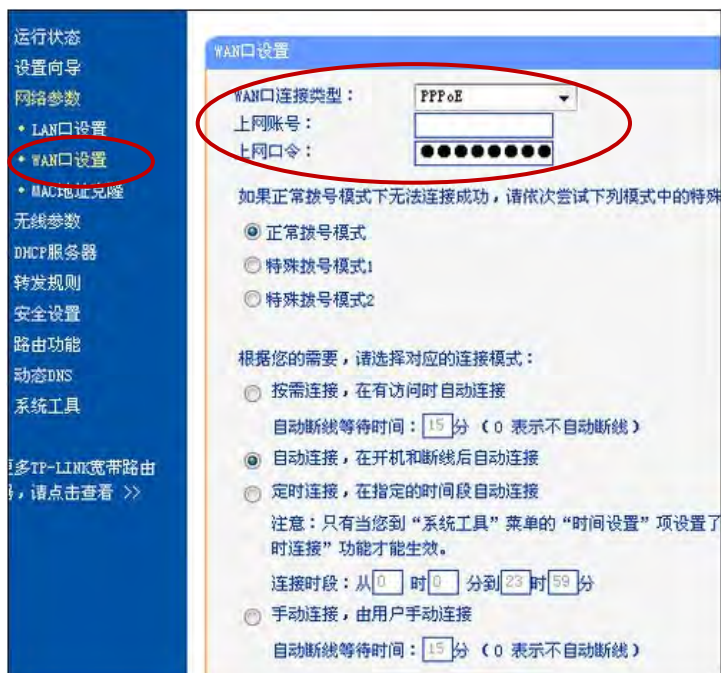 运行状态
设置向导
网络参数
• LAN口设置
• WAN口设置
• MAC地址克隆
无线参数
DHCP服务器
转发规则
安全设置
路由功能
动态DNS
系统工具
更多TP-LINK宽带路由
器，请点击查看 >>
WAN口设置
WAN口连接类型： PPPoE
上网账号：
上网口令： ●●●●●●●●
如果正常拨号模式下无法连接成功，请依次尝试下列模式中的特殊
正常拨号模式
特殊拨号模式1
特殊拨号模式2
根据您的需要，请选择对应的连接模式：
按需连接，在有访问时自动连接
自动断线等待时间： 15 分 （0 表示不自动断线）
自动连接，在开机和断线后自动连接
定时连接，在指定的时间段自动连接
注意：只有当您到“系统工具”菜单的“时间设置”项设置了
时连接”功能才能生效。
连接时段：从 0 时 0 分到 23 时 59 分
手动连接，由用户手动连接
自动断线等待时间： 15 分 （0 表示不自动断线）